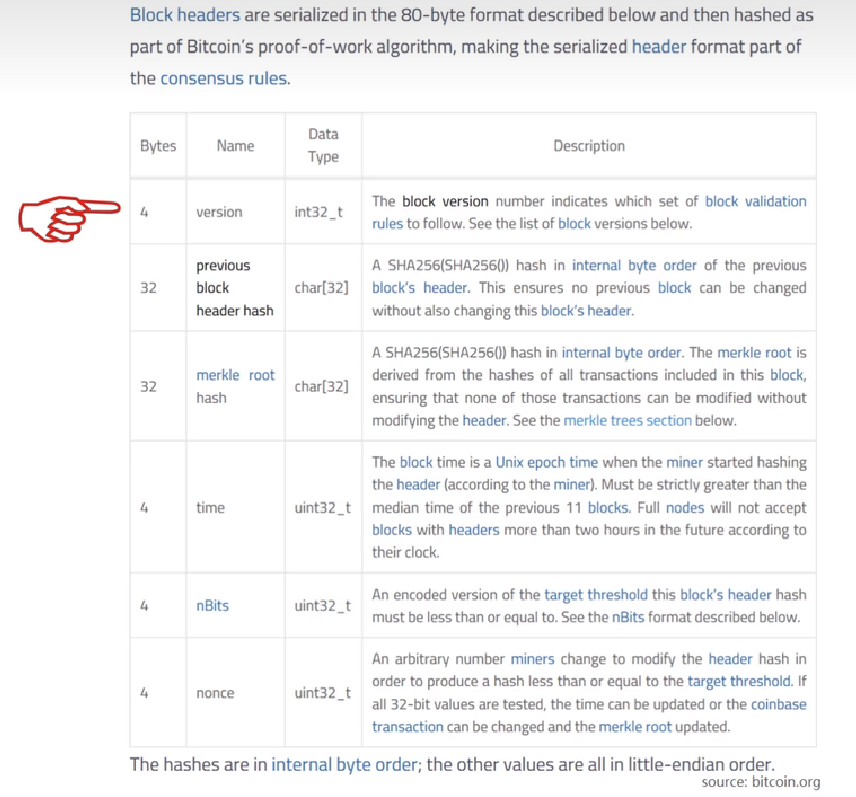 Block headers are serialized in the 80-byte format described below and then hashed as
part of Bitcoin's proof-of-work algorithm, making the serialized header format part of
the consensus rules.
Bytes Name Data Type Description
4 version int32_t The block version number indicates which set of block validation
rules to follow. See the list of block versions below.
32 previous block header hash char[32] A SHA256(SHA256()) hash in internal byte order of the previous
block's header. This ensures no previous block can be changed
without also changing this block's header.
32 merkle root hash char[32] A SHA256(SHA256()) hash in internal byte order. The merkle root is
derived from the hashes of all transactions included in this block,
ensuring that none of those transactions can be modified without
modifying the header. See the merkle trees section below.
4 time uint32_t The block time is a Unix epoch time when the miner started hashing
the header (according to the miner). Must be strictly greater than the
median time of the previous 11 blocks. Full nodes will not accept
blocks with headers more than two hours in the future according to
their clock.
4 nBits uint32_t An encoded version of the target threshold this block's header hash
must be less than or equal to. See the nBits format described below.
4 nonce uint32_t An arbitrary number miners change to modify the header hash in
order to produce a hash less than or equal to the target threshold. If
all 32-bit values are tested, the time can be updated or the coinbase
transaction can be changed and the merkle root updated.
The hashes are in internal byte order; the other values are all in little-endian order.
source: bitcoin.org